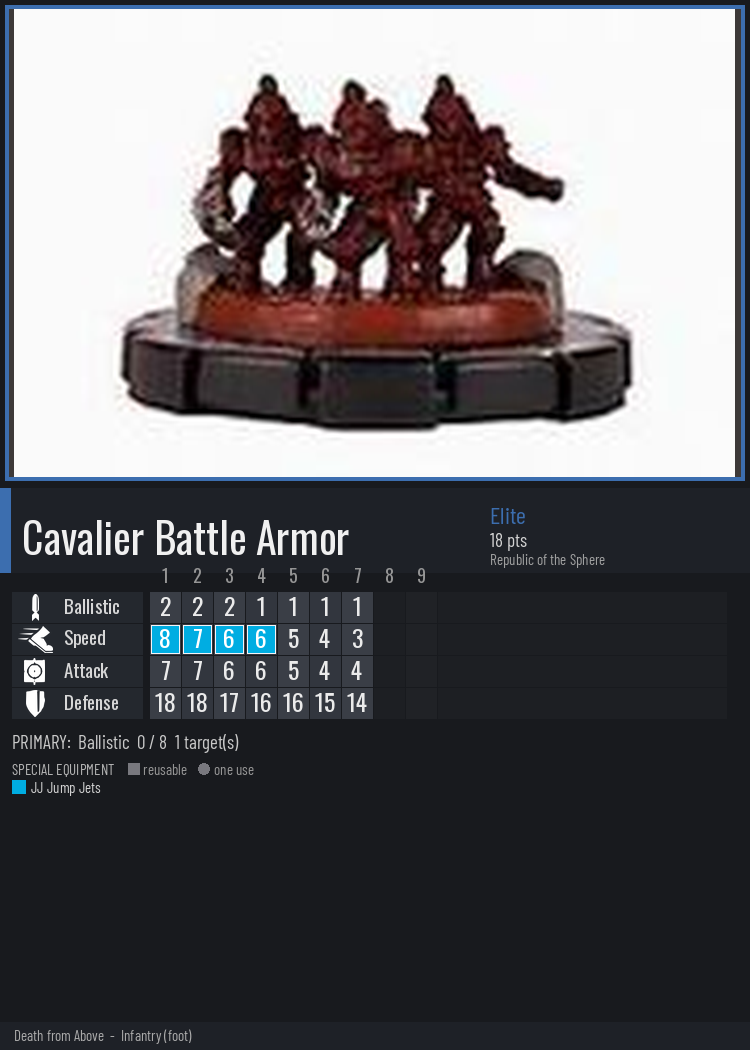 Cavalier Battle Armor
Elite
18 pts
Republic of the Sphere
1 2 3 4 5 6 7 8 9
Ballistic 2 2 2 1 1 1 1
Speed 8 7 6 6 5 4 3
Attack 7 7 6 6 5 4 4
Defense 18 18 17 16 16 15 14
PRIMARY: Ballistic 0 / 8 1 target(s)
SPECIAL EQUIPMENT reusable one use
JJ Jump Jets
Death from Above - Infantry (foot)